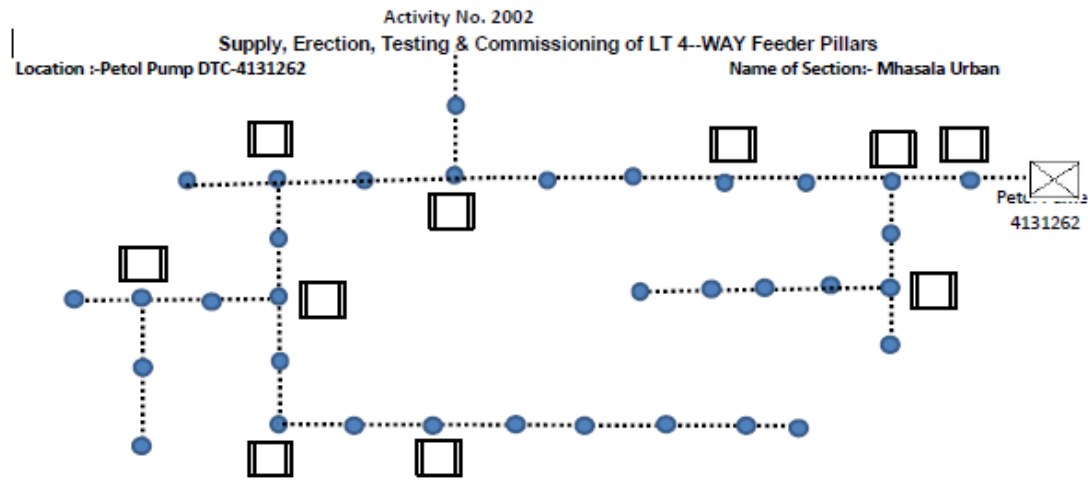 Activity No. 2002
Supply, Erection, Testing & Commissioning of LT 4--WAY Feeder Pillars
Location :-Petol Pump DTC-4131262
Name of Section:- Mhasala Urban
4131262